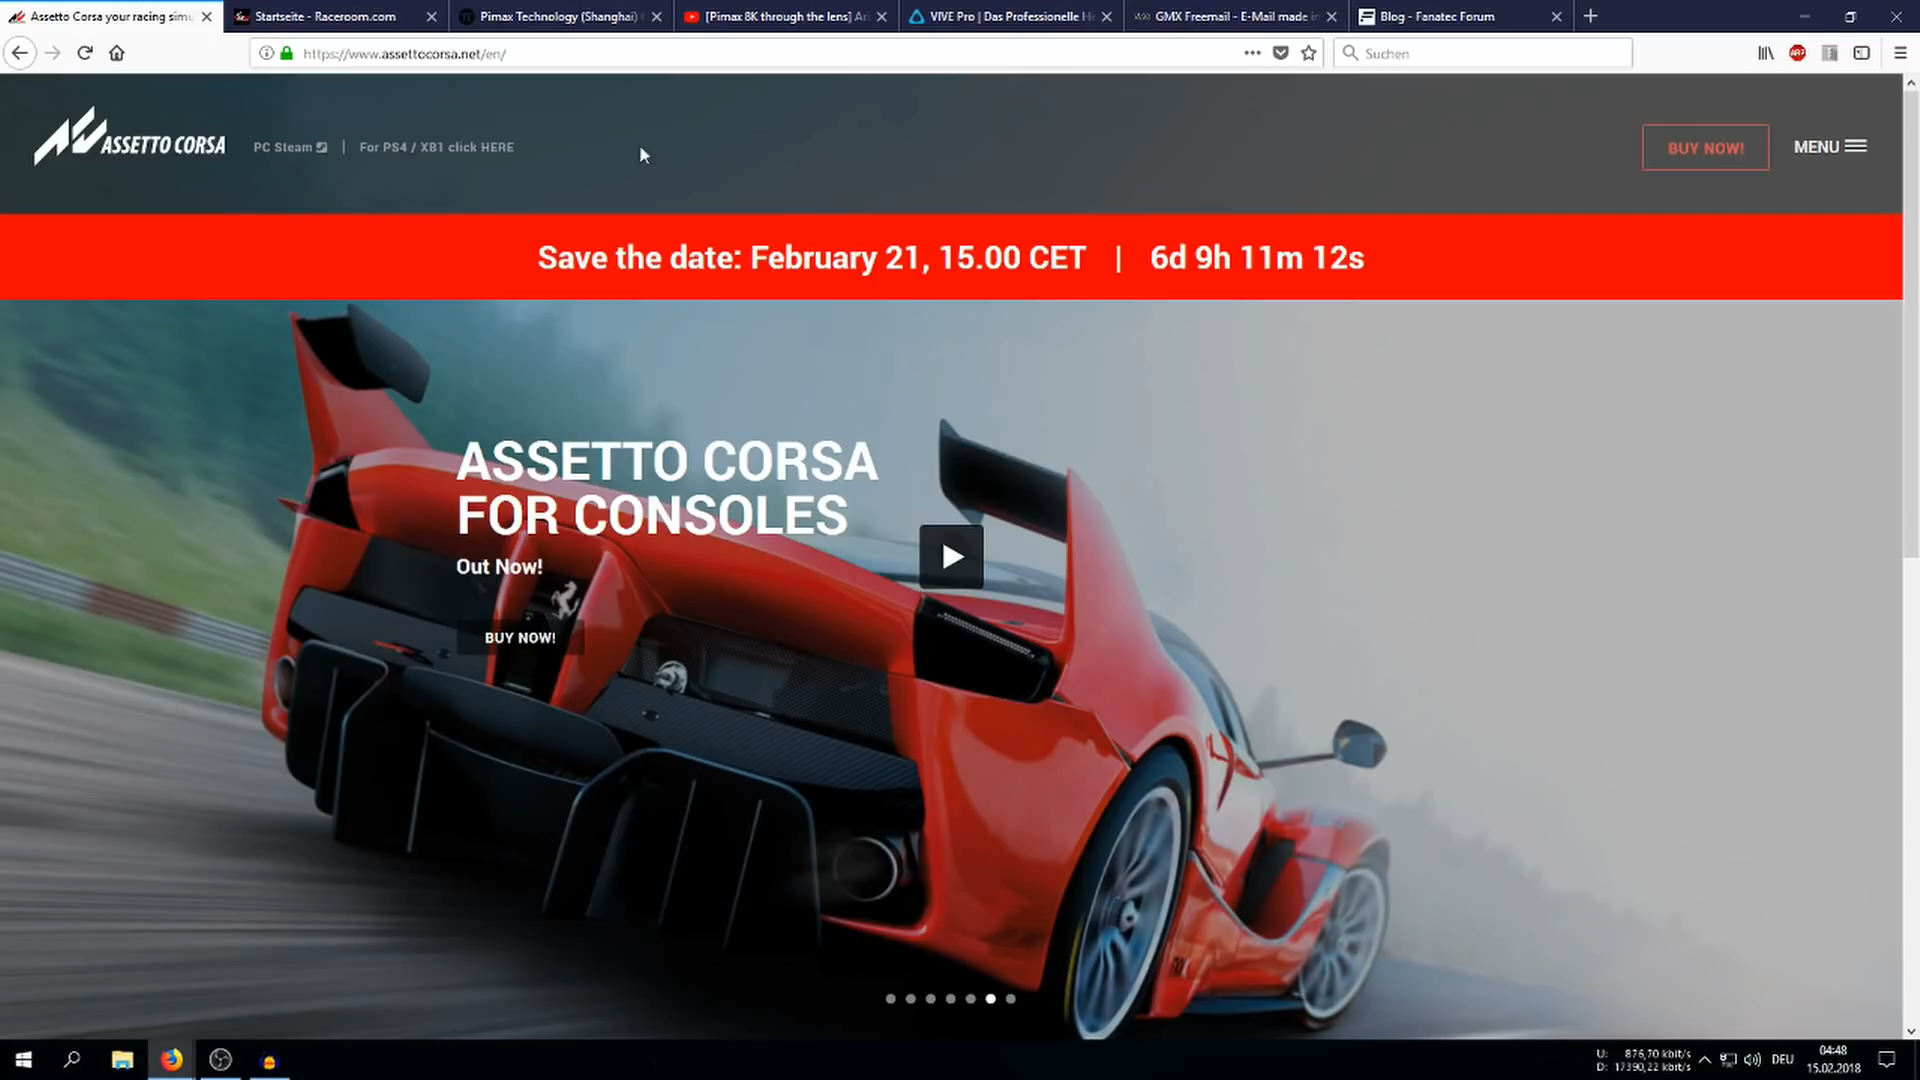 Assetto Corsa your racing simu
Startseite - Raceroom.com
Pimax Technology (Shanghai)
[Pimax 8K through the lens] Ar
VIVE Pro | Das Professionelle H
GMX Freemail - E-Mail made in
Blog - Fanatec Forum
https://www.assettocorsa.net/en/
Suchen
ABP
ASSETTO CORSA
PC Steam
|
For PS4 / XB1 click HERE
BUY NOW!
MENU
Save the date: February 21, 15.00 CET | 6d 9h 11m 12s
ASSETTO CORSA
FOR CONSOLES
Out Now!
BUY NOW!
U: 876,70 kbit/s
D: 17390,22 kbit/s
DEU
04:48
15.02.2018